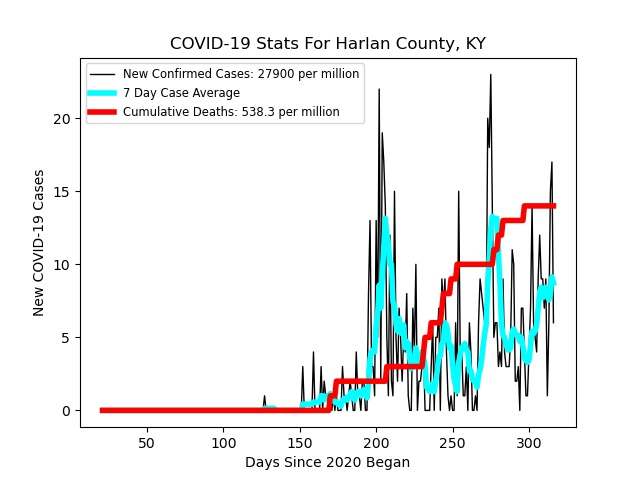 COVID-19 Stats For Harlan County, KY
New Confirmed Cases: 27900 per million
7 Day Case Average
Cumulative Deaths: 538.3 per million
New COVID-19 Cases
20
15
10
5
0
50 100 150 200 250 300
Days Since 2020 Began